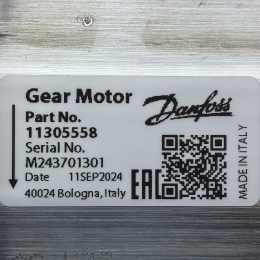 Gear Motor
Danfoss
Part No.
11305558
Serial No.
M243701301
Date 11SEP2024
40024 Bologna, Italy
EAC
MADE IN ITALY